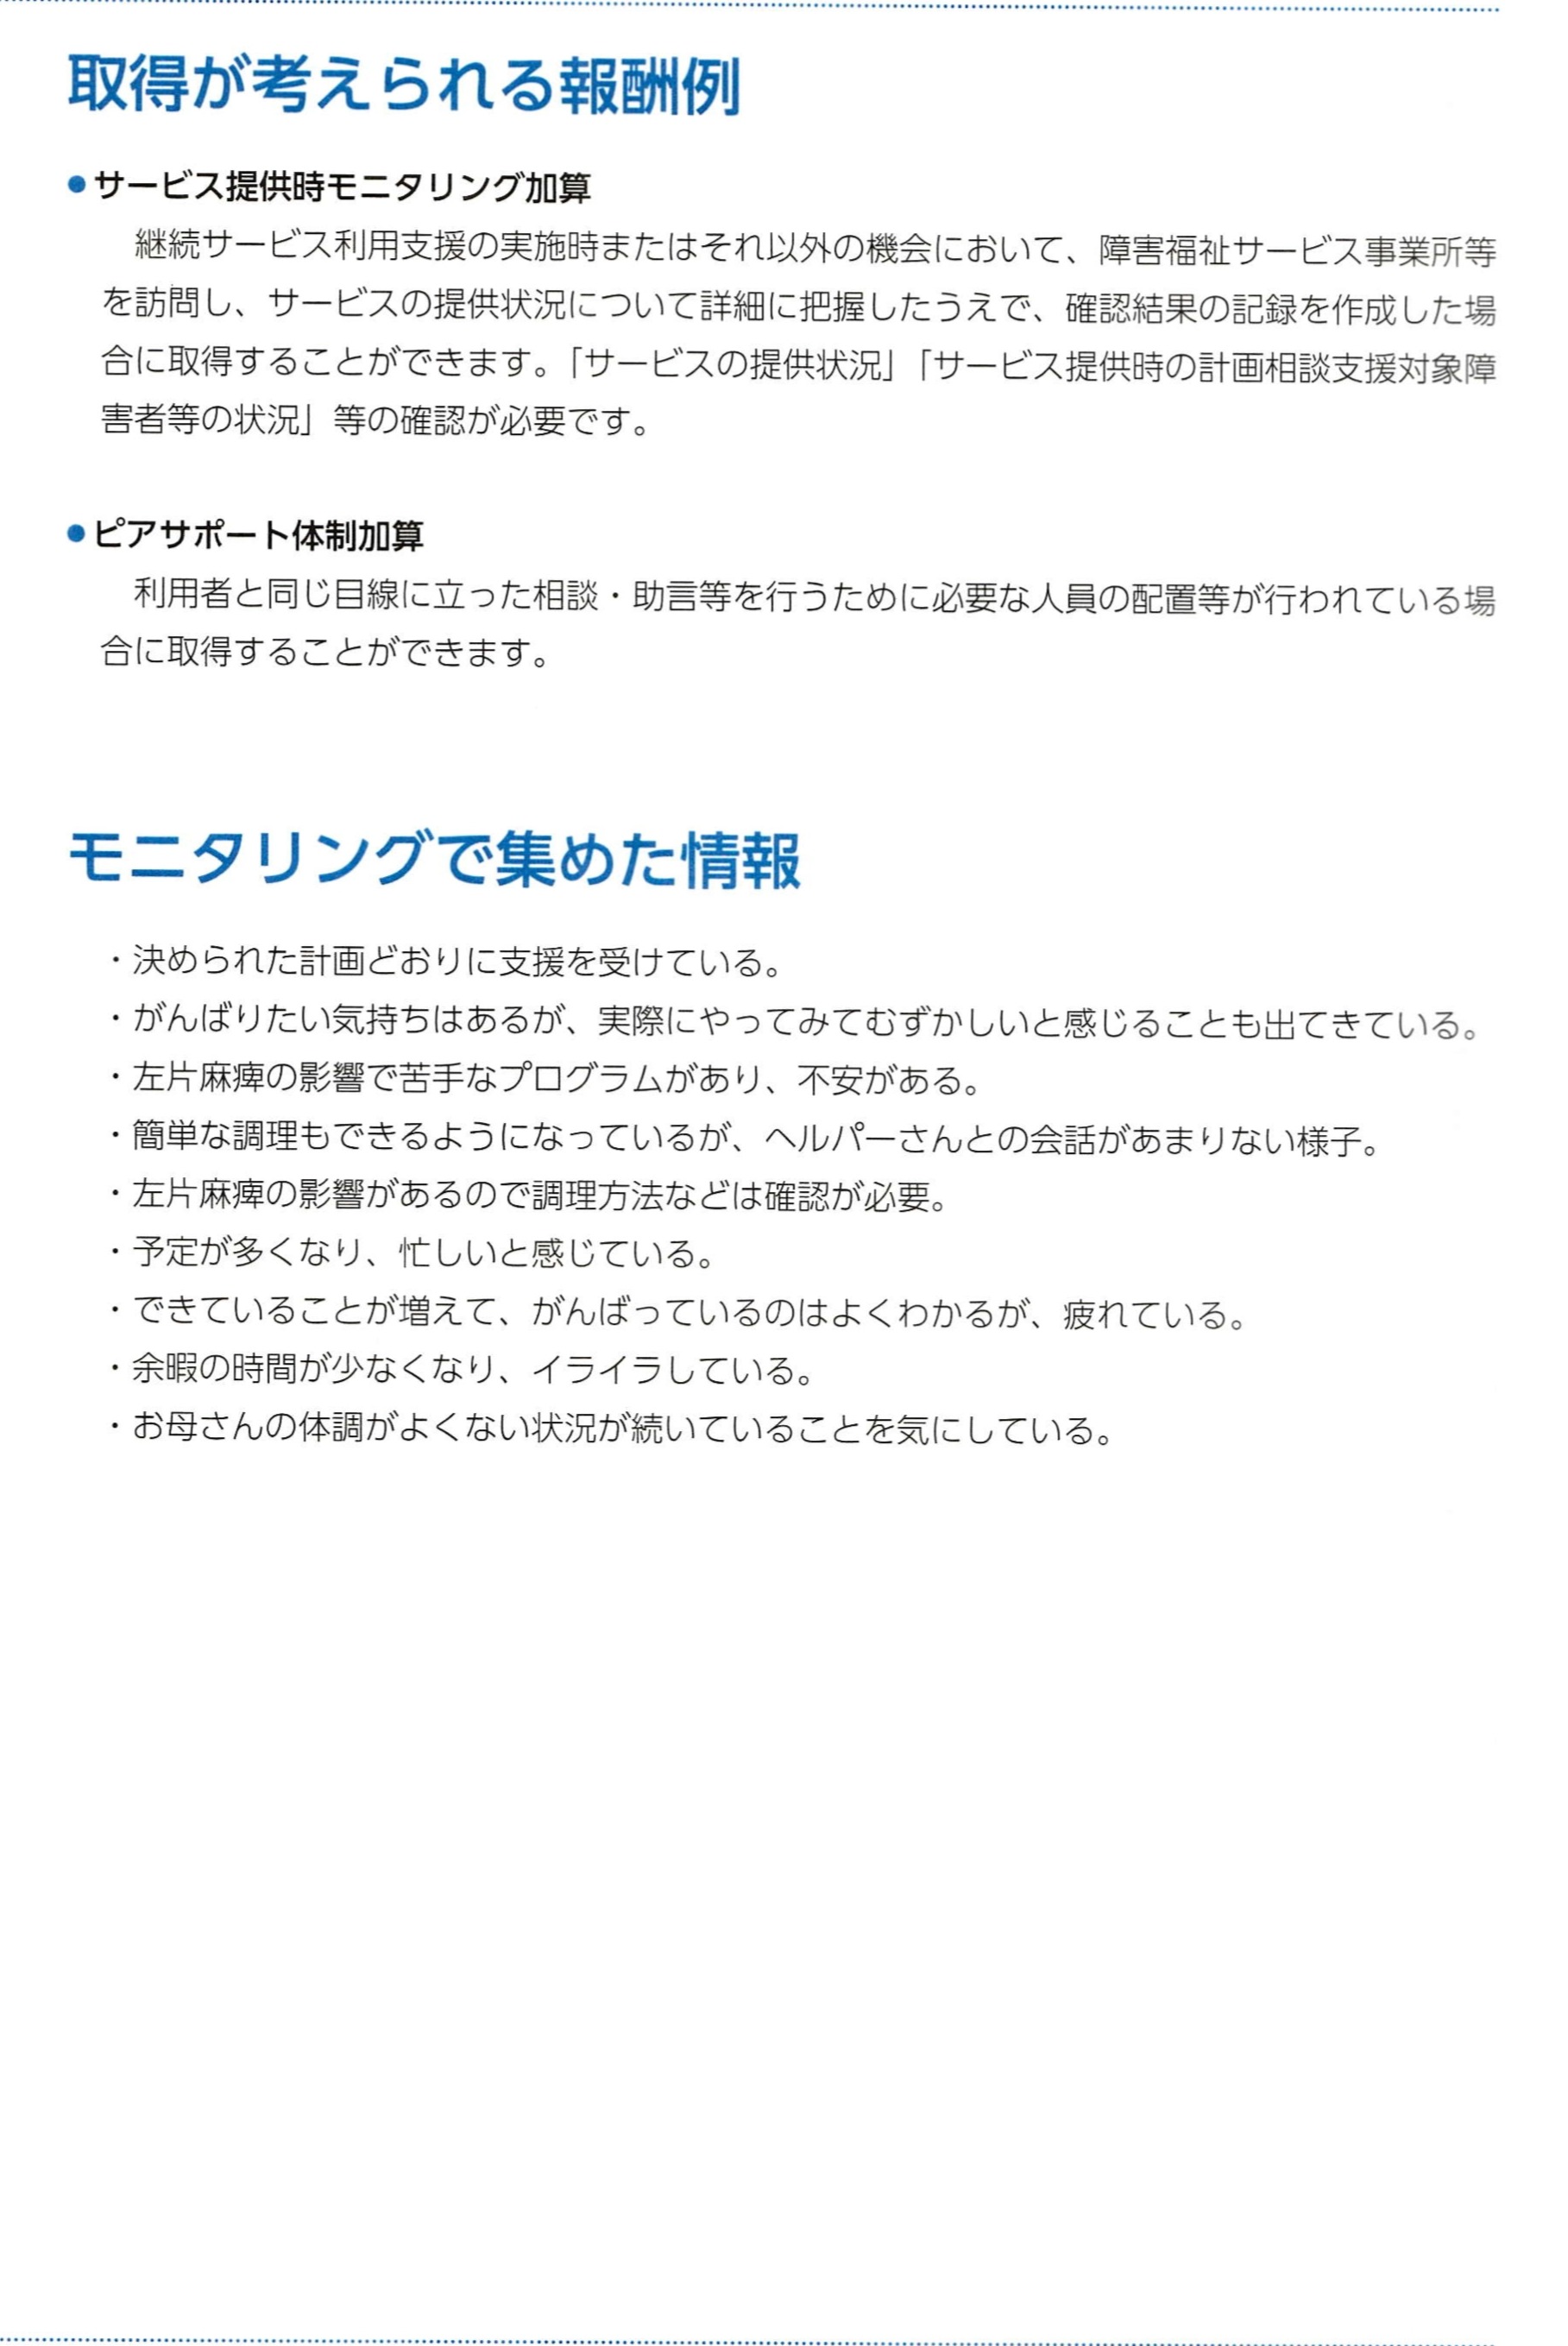 取得が考えられる報酬例
●サービス提供時モニタリング加算
継続サービス利用支援の実施時またはそれ以外の機会において、障害福祉サービス事業所等
を訪問し、サービスの提供状況について詳細に把握したうえで、確認結果の記録を作成した場
合に取得することができます。「サービスの提供状況」「サービス提供時の計画相談支援対象障
害者等の状況」等の確認が必要です。
●ピアサポート体制加算
利用者と同じ目線に立った相談・助言等を行うために必要な人員の配置等が行われている場
合に取得することができます。
モニタリングで集めた情報
・決められた計画どおりに支援を受けている。
・がんばりたい気持ちはあるが、実際にやってみてむずかしいと感じることも出てきている。
・左片麻痺の影響で苦手なプログラムがあり、不安がある。
・簡単な調理もできるようになっているが、ヘルパーさんとの会話があまりない様子。
・左片麻痺の影響があるので調理方法などは確認が必要。
・予定が多くなり、忙しいと感じている。
・できていることが増えて、がんばっているのはよくわかるが、疲れている。
・余暇の時間が少なくなり、イライラしている。
・お母さんの体調がよくない状況が続いていることを気にしている。